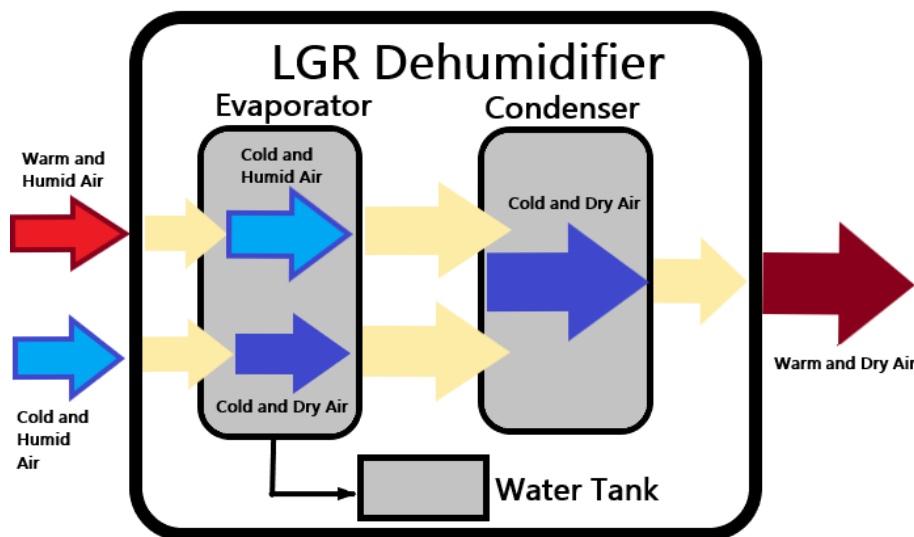 LGR Dehumidifier
Evaporator
Condenser
Warm and
Humid Air
Cold and
Humid Air
Cold and Dry Air
Cold and
Humid
Air
Cold and Dry Air
Warm and Dry Air
Water Tank